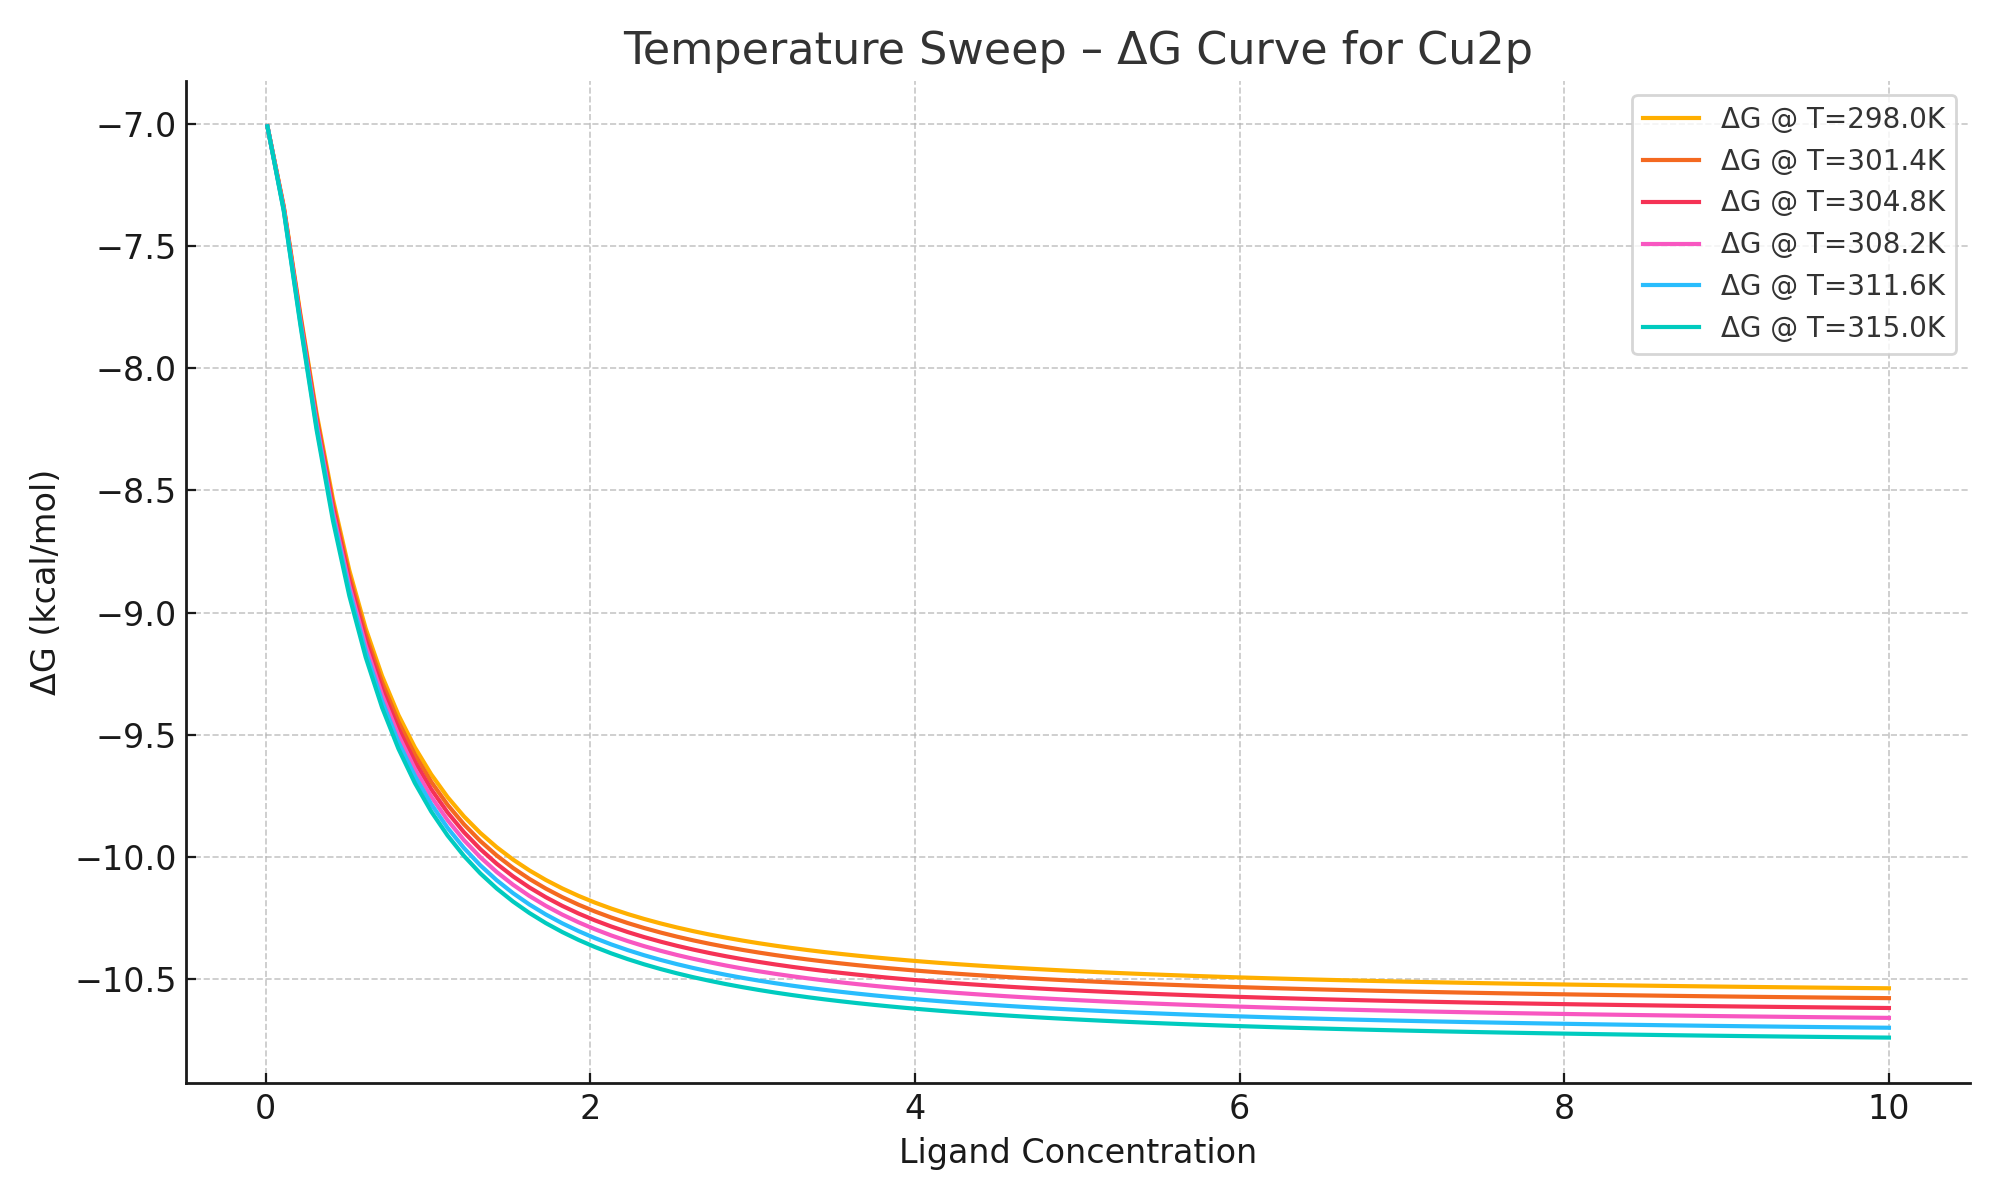 Temperature Sweep – ΔG Curve for Cu2p
ΔG @ T=298.0K
ΔG @ T=301.4K
ΔG @ T=304.8K
ΔG @ T=308.2K
ΔG @ T=311.6K
ΔG @ T=315.0K
ΔG (kcal/mol)
−7.0
−7.5
−8.0
−8.5
−9.0
−9.5
−10.0
−10.5
0 2 4 6 8 10
Ligand Concentration